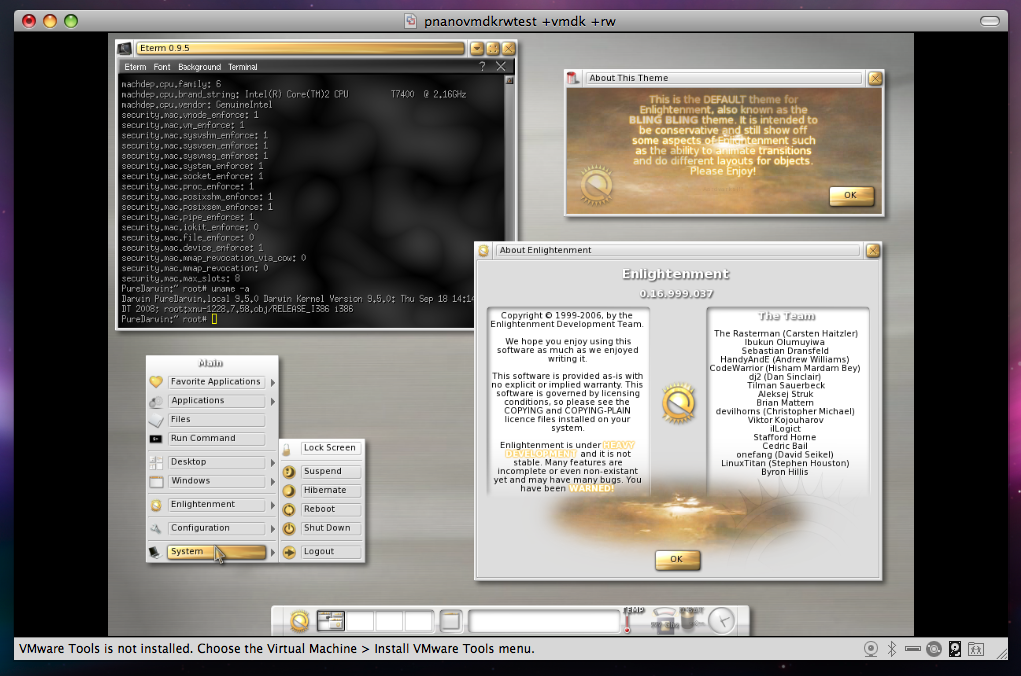 pnanovmdkrwtest +vmdk +rw
Eterm 0.9.5
Eterm Font Background Terminal
machdep.cpu.family: 6
machdep.cpu.brand_string: Intel(R) Core(TM)2 CPU T7400 @ 2.16GHz
machdep.cpu.vendor: GenuineIntel
security.mac.vnode_enforce: 1
security.mac.vm_enforce: 1
security.mac.sysvshm_enforce: 1
security.mac.sysvsem_enforce: 1
security.mac.sysvmsg_enforce: 1
security.mac.system_enforce: 1
security.mac.socket_enforce: 1
security.mac.proc_enforce: 1
security.mac.posixshm_enforce: 1
security.mac.posixsem_enforce: 1
security.mac.pipe_enforce: 1
security.mac.iokit_enforce: 0
security.mac.file_enforce: 0
security.mac.device_enforce: 1
security.mac.mmap_revocation_via_cow: 0
security.mac.mmap_revocation: 0
security.mac.max_slots: 8
PureDarwin:~ root# uname -a
Darwin PureDarwin.local 9.5.0 Darwin Kernel Version 9.5.0: Thu Sep 18 14:14
DT 2008; root:xnu-1228.7.58.obj/RELEASE_I386 i386
PureDarwin:~ root#
About This Theme
This is the DEFAULT theme for
Enlightenment, also known as the
BLING BLING theme. It is intended to
be conservative and still show off
some aspects of Enlightenment such
as the ability to animate transitions
and do different layouts for objects.
Please Enjoy!
OK
About Enlightenment
Enlightenment
0.16.999.037
Copyright © 1999-2006, by the
Enlightenment Development Team.
We hope you enjoy using this
software as much as we enjoyed
writing it.
This software is provided as-is with
no explicit or implied warranty. This
software is governed by licensing
conditions, so please see the
COPYING and COPYING-PLAIN
licence files installed on your
system.
Enlightenment is under HEAVY
DEVELOPMENT and it is not
stable. Many features are
incomplete or even non-existant
yet and may have many bugs. You
have been WARNED!
The Team
The Rasterman (Carsten Haitzler)
Ibukun Olumuyiwa
Sebastian Dransfeld
HandyAndE (Andrew Williams)
CodeWarrior (Hisham Mardam Bey)
dj2 (Dan Sinclair)
Tilman Sauerbeck
Aleksej Struk
Brian Mattern
devilhorns (Christopher Michael)
Viktor Kojouharov
ilLogict
Stafford Horne
Cedric Bail
onefang (David Seikel)
LinuxTitan (Stephen Houston)
Byron Hillis
OK
Main
Favorite Applications
Applications
Files
Run Command
Desktop
Windows
Enlightenment
Configuration
System
Lock Screen
Suspend
Hibernate
Reboot
Shut Down
Logout
TEMP
VMware Tools is not installed. Choose the Virtual Machine > Install VMware Tools menu.